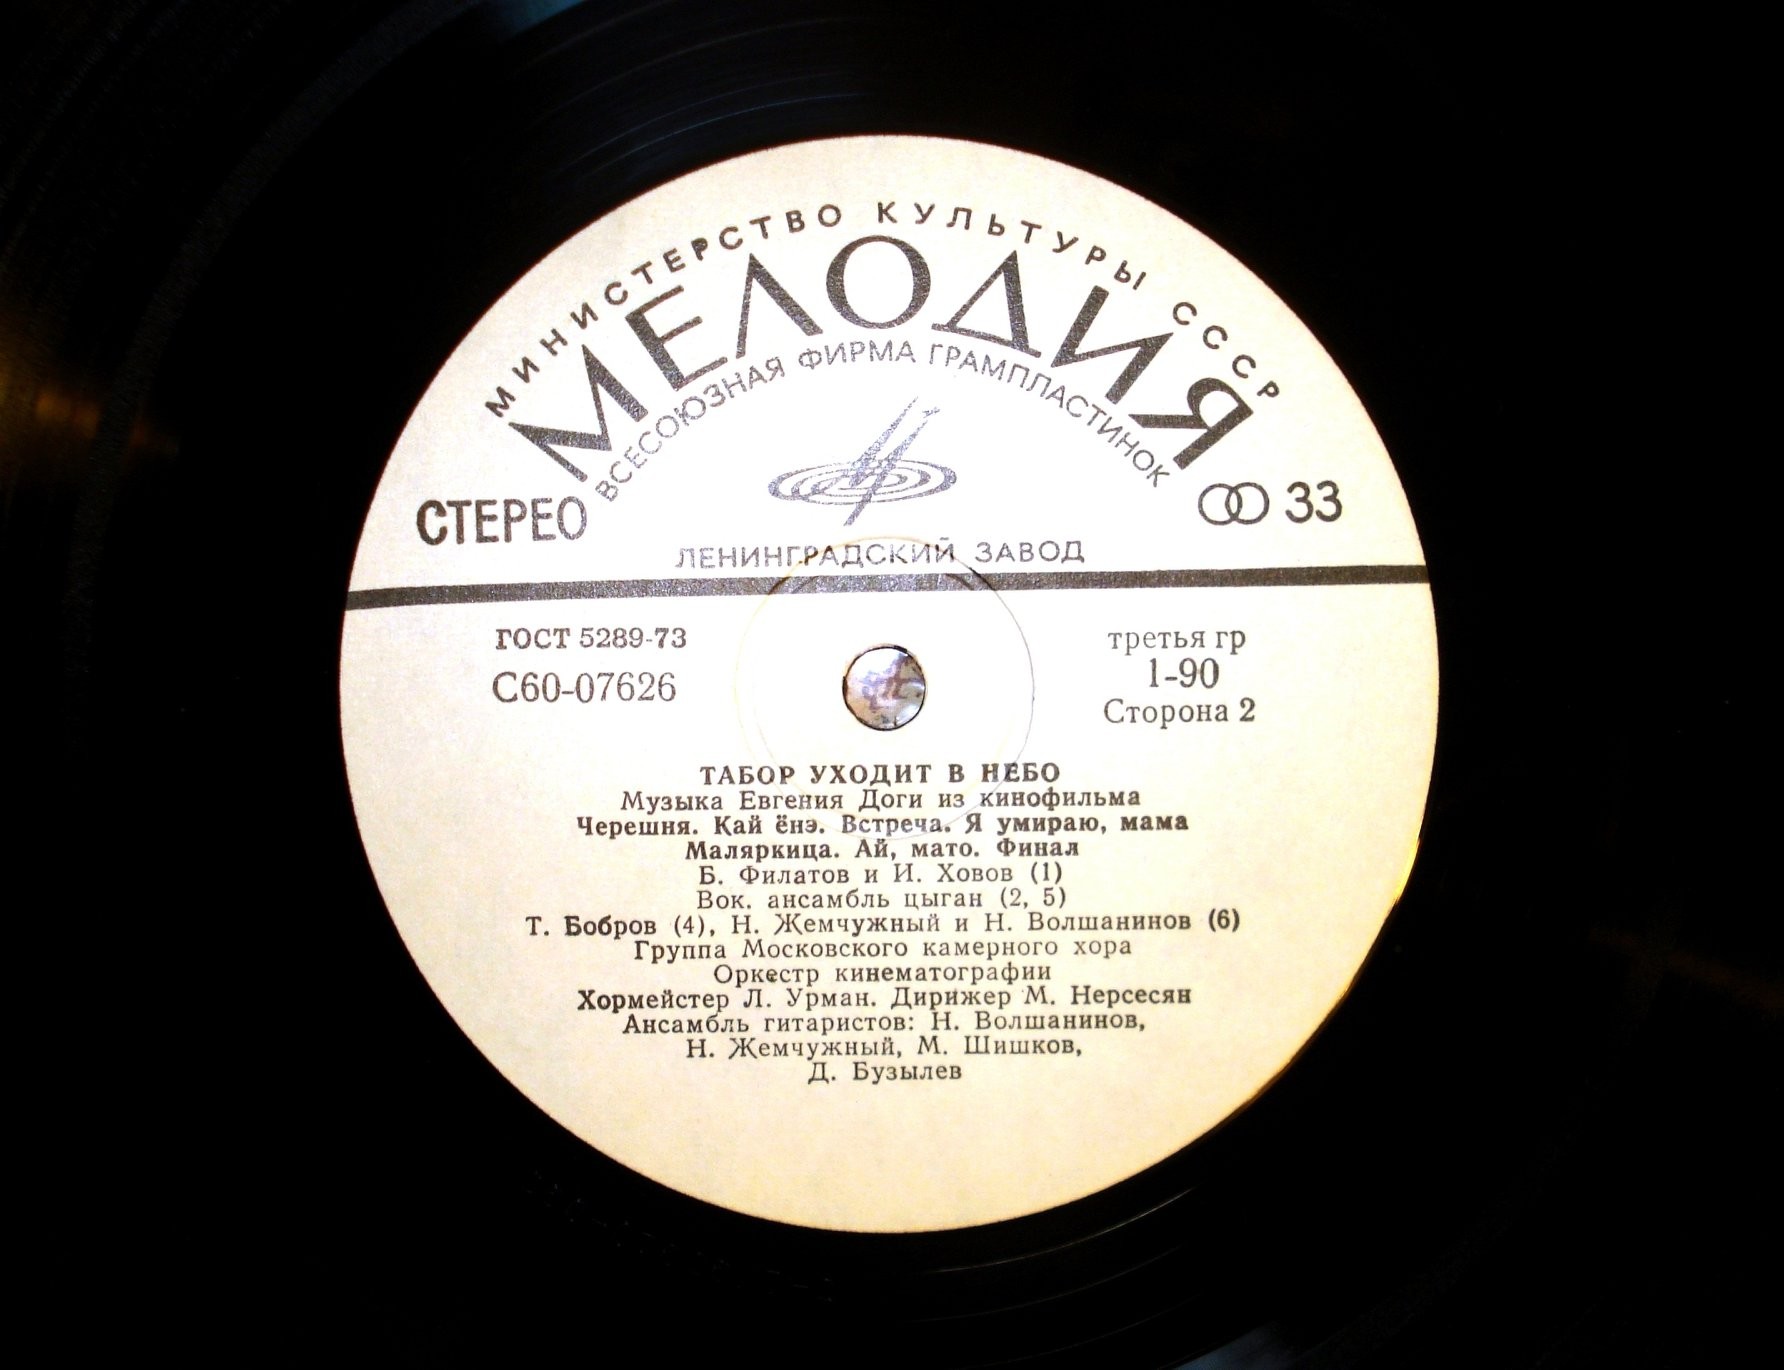 МИНИСТЕРСТВО КУЛЬТУРЫ СССР
МЕЛОДИЯ
ВСЕСОЮЗНАЯ ФИРМА ГРАМПЛАСТИНОК
СТЕРЕО
33
ЛЕНИНГРАДСКИЙ ЗАВОД
ГОСТ 5289-73
С60-07626
третья гр
1-90
Сторона 2
ТАБОР УХОДИТ В НЕБО
Музыка Евгения Доги из кинофильма
Черешня. Кай ёнэ. Встреча. Я умираю, мама
Маляркица. Ай, мато. Финал
Б. Филатов и И. Ховов (1)
Вок. ансамбль цыган (2, 5)
Т. Бобров (4), Н. Жемчужный и Н. Волшанинов (6)
Группа Московского камерного хора
Оркестр кинематографии
Хормейстер Л. Урман. Дирижер М. Нерсесян
Ансамбль гитаристов: Н. Волшанинов,
Н. Жемчужный, М. Шишков,
Д. Бузылев